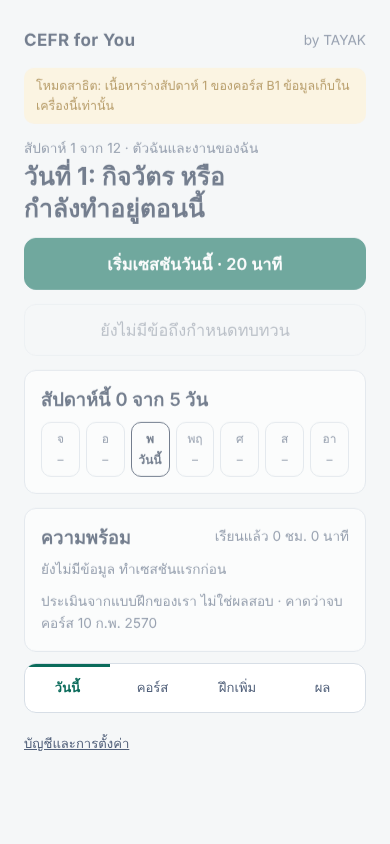 CEFR for You
by TAYAK
โหมดสาธิต: เนื้อหาร่างสัปดาห์ 1 ของคอร์ส B1 ข้อมูลเก็บใน
เครื่องนี้เท่านั้น
สัปดาห์ 1 จาก 12 · ตัวฉันและงานของฉัน
วันที่ 1: กิจวัตร หรือ
กำลังทำอยู่ตอนนี้
เริ่มเซสชันวันนี้ · 20 นาที
ยังไม่มีข้อถึงกำหนดทบทวน
สัปดาห์นี้ 0 จาก 5 วัน
จ อ พ พฤ ศ ส อา
– – วันนี้ – – – –
ความพร้อม
เรียนแล้ว 0 ชม. 0 นาที
ยังไม่มีข้อมูล ทำเซสชันแรกก่อน
ประเมินจากแบบฝึกของเรา ไม่ใช่ผลสอบ · คาดว่าจบ
คอร์ส 10 ก.พ. 2570
วันนี้ คอร์ส ฝึกเพิ่ม ผล
บัญชีและการตั้งค่า